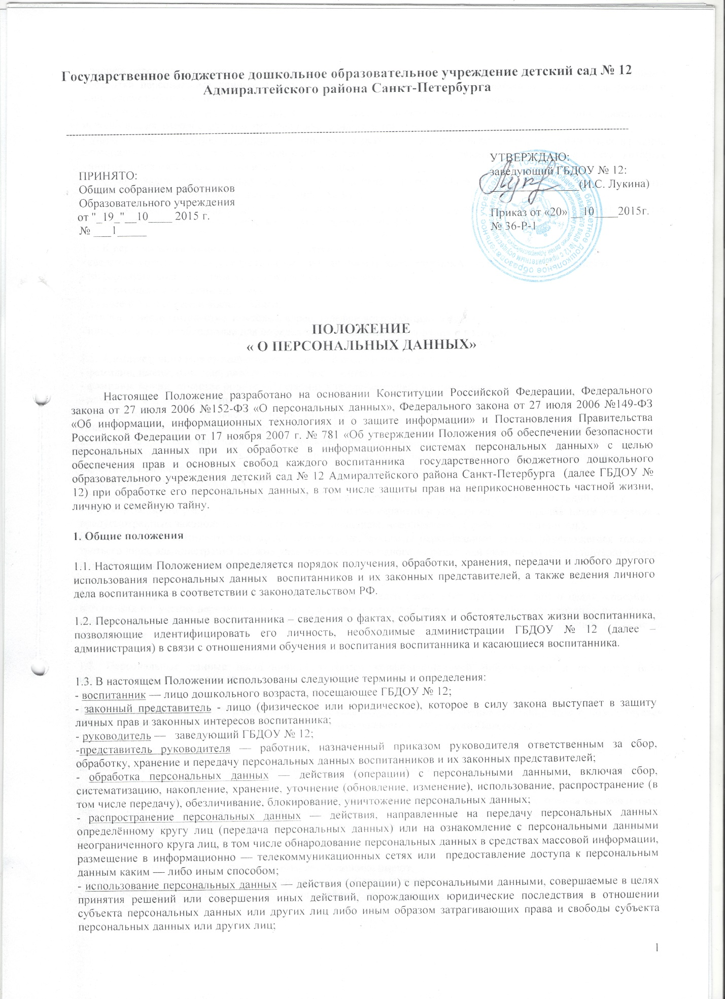 Государственное бюджетное дошкольное образовательное учреждение детский сад № 12
Адмиралтейского района Санкт-Петербурга
УТВЕРЖДАЮ:
заведующий ГБДОУ № 12:
(И.С. Лукина)
Приказ от «20» __10____2015г.
№ 36-Р-1
ПРИНЯТО:
Общим собранием работников
Образовательного учреждения
от "_19_"__10____ 2015 г.
№ ___1_____
ПОЛОЖЕНИЕ
« О ПЕРСОНАЛЬНЫХ ДАННЫХ»
Настоящее Положение разработано на основании Конституции Российской Федерации, Федерального
закона от 27 июля 2006 №152-ФЗ «О персональных данных», Федерального закона от 27 июля 2006 №149-ФЗ
«Об информации, информационных технологиях и о защите информации» и Постановления Правительства
Российской Федерации от 17 ноября 2007 г. № 781 «Об утверждении Положения об обеспечении безопасности
персональных данных при их обработке в информационных системах персональных данных» с целью
обеспечения прав и основных свобод каждого воспитанника государственного бюджетного дошкольного
образовательного учреждения детский сад № 12 Адмиралтейского района Санкт-Петербурга (далее ГБДОУ №
12) при обработке его персональных данных, в том числе защиты прав на неприкосновенность частной жизни,
личную и семейную тайну.
1. Общие положения
1.1. Настоящим Положением определяется порядок получения, обработки, хранения, передачи и любого другого
использования персональных данных воспитанников и их законных представителей, а также ведения личного
дела воспитанника в соответствии с законодательством РФ.
1.2. Персональные данные воспитанника – сведения о фактах, событиях и обстоятельствах жизни воспитанника,
позволяющие идентифицировать его личность, необходимые администрации ГБДОУ № 12 (далее –
администрация) в связи с отношениями обучения и воспитания воспитанника и касающиеся воспитанника.
1.3. В настоящем Положении использованы следующие термины и определения:
- воспитанник — лицо дошкольного возраста, посещающее ГБДОУ № 12;
- законный представитель - лицо (физическое или юридическое), которое в силу закона выступает в защиту
личных прав и законных интересов воспитанника;
- руководитель — заведующий ГБДОУ № 12;
-представитель руководителя — работник, назначенный приказом руководителя ответственным за сбор,
обработку, хранение и передачу персональных данных воспитанников и их законных представителей;
- обработка персональных данных — действия (операции) с персональными данными, включая сбор,
систематизацию, накопление, хранение, уточнение (обновление, изменение), использование, распространение (в
том числе передачу), обезличивание, блокирование, уничтожение персональных данных;
- распространение персональных данных — действия, направленные на передачу персональных данных
определённому кругу лиц (передача персональных данных) или на ознакомление с персональными данными
неограниченного круга лиц, в том числе обнародование персональных данных в средствах массовой информации,
размещение в информационно — телекоммуникационных сетях или предоставление доступа к персональным
данным каким — либо иным способом;
- использование персональных данных — действия (операции) с персональными данными, совершаемые в целях
принятия решений или совершения иных действий, порождающих юридические последствия в отношении
субъекта персональных данных или других лиц либо иным образом затрагивающих права и свободы субъекта
персональных данных или других лиц;
1